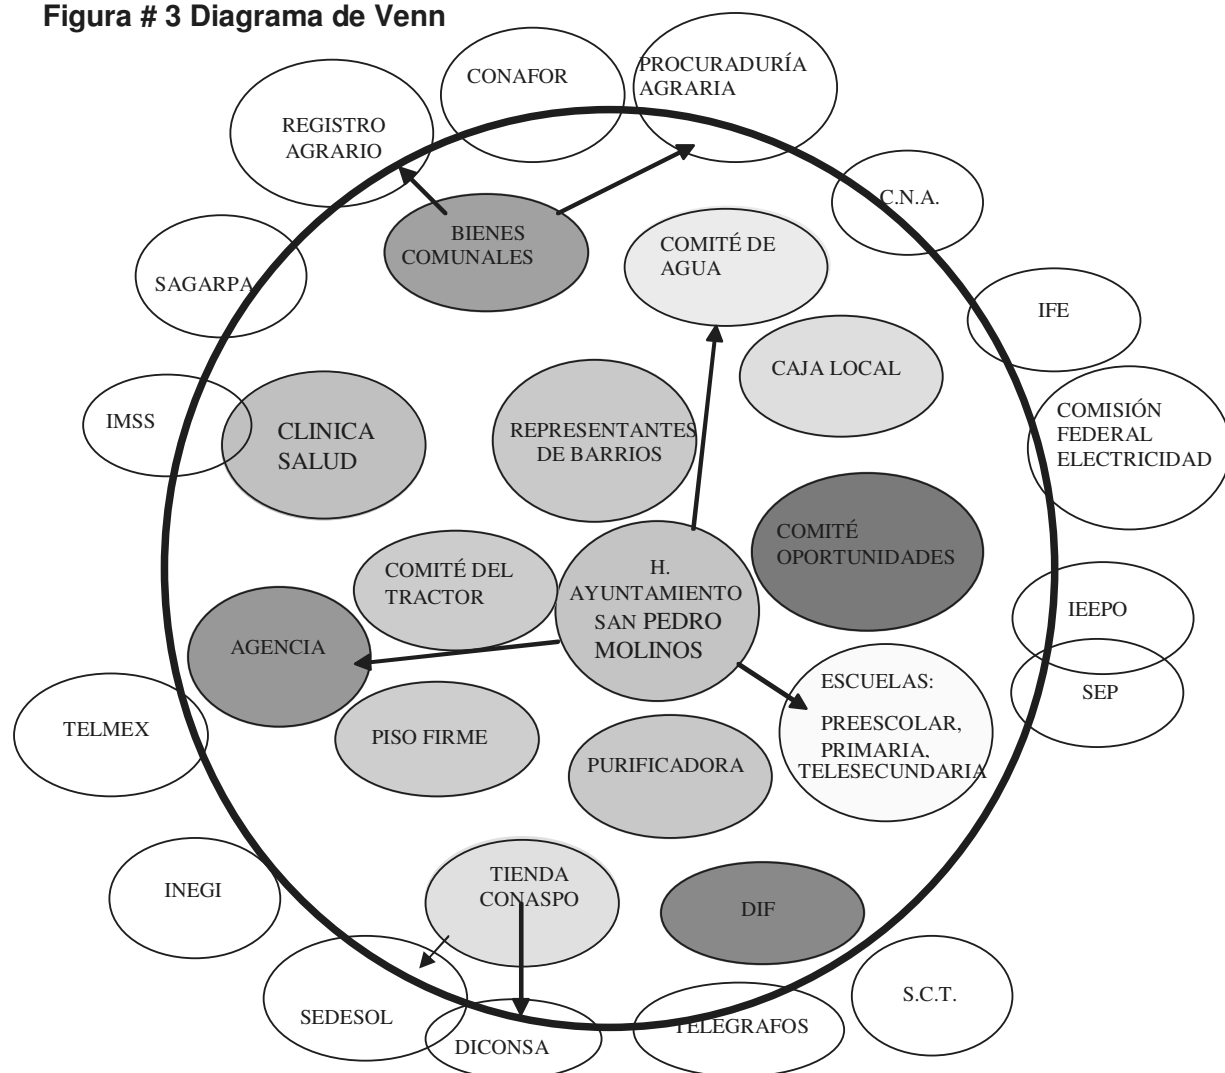 Figura # 3 Diagrama de Venn
CONAFOR
PROCURADURÍA
AGRARIA
REGISTRO
AGRARIO
C.N.A.
BIENES
COMUNALES
COMITÉ DE
AGUA
SAGARPA
IFE
CAJA LOCAL
IMSS
CLINICA
SALUD
REPRESENTANTES
DE BARRIOS
COMISIÓN
FEDERAL
ELECTRICIDAD
COMITÉ
OPORTUNIDADES
COMITÉ DEL
TRACTOR
H.
AYUNTAMIENTO
SAN PEDRO
MOLINOS
IEEPO
AGENCIA
SEP
ESCUELAS:
PREESCOLAR,
PRIMARIA,
TELESECUNDARIA
TELMEX
PISO FIRME
PURIFICADORA
INEGI
TIENDA
CONASPO
DIF
S.C.T.
SEDESOL
DICONSA
TELEGRAFOS